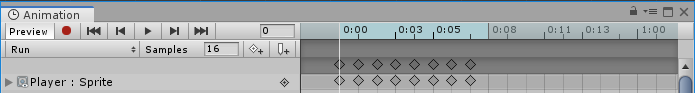 Animation
Preview 0 0:00 0:03 0:05 0:08 0:11 0:13 1:00
Run Samples 16
Player : Sprite